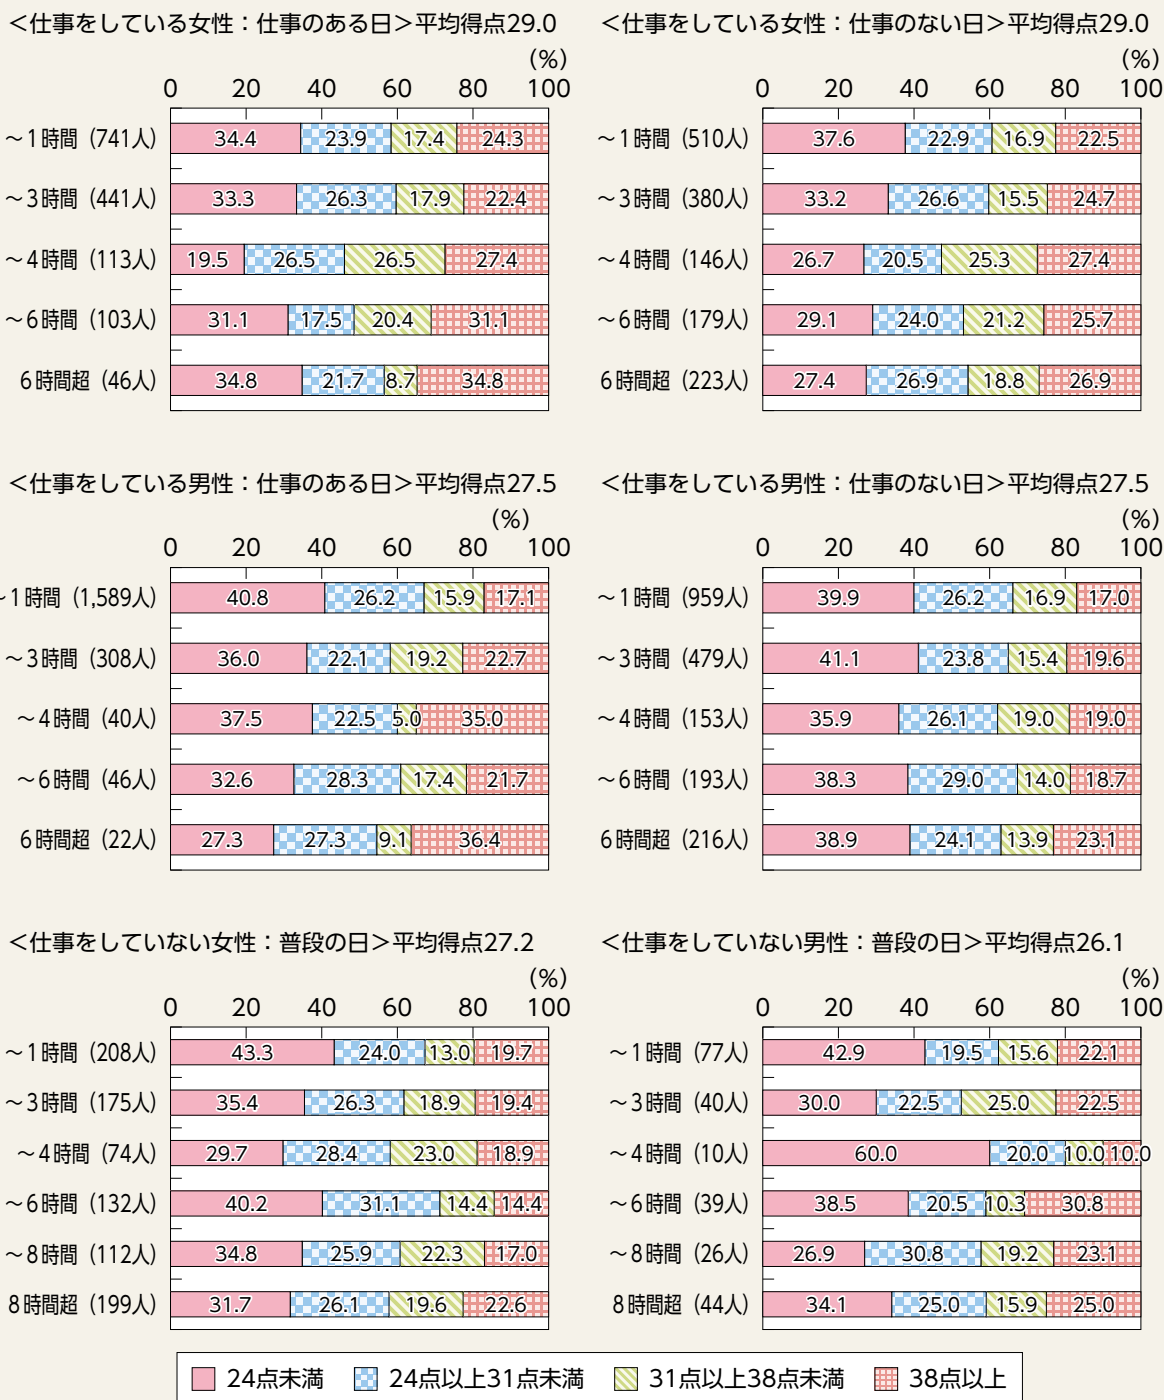 ＜仕事をしている女性：仕事のある日＞平均得点29.0
(%)
0 20 40 60 80 100
～1時間（741人） 34.4 23.9 17.4 24.3
～3時間（441人） 33.3 26.3 17.9 22.4
～4時間（113人） 19.5 26.5 26.5 27.4
～6時間（103人） 31.1 17.5 20.4 31.1
6時間超（46人） 34.8 21.7 8.7 34.8
＜仕事をしている女性：仕事のない日＞平均得点29.0
(%)
0 20 40 60 80 100
～1時間（510人） 37.6 22.9 16.9 22.5
～3時間（380人） 33.2 26.6 15.5 24.7
～4時間（146人） 26.7 20.5 25.3 27.4
～6時間（179人） 29.1 24.0 21.2 25.7
6時間超（223人） 27.4 26.9 18.8 26.9
＜仕事をしている男性：仕事のある日＞平均得点27.5
(%)
0 20 40 60 80 100
～1時間（1,589人） 40.8 26.2 15.9 17.1
～3時間（308人） 36.0 22.1 19.2 22.7
～4時間（40人） 37.5 22.5 5.0 35.0
～6時間（46人） 32.6 28.3 17.4 21.7
6時間超（22人） 27.3 27.3 9.1 36.4
＜仕事をしている男性：仕事のない日＞平均得点27.5
(%)
0 20 40 60 80 100
～1時間（959人） 39.9 26.2 16.9 17.0
～3時間（479人） 41.1 23.8 15.4 19.6
～4時間（153人） 35.9 26.1 19.0 19.0
～6時間（193人） 38.3 29.0 14.0 18.7
6時間超（216人） 38.9 24.1 13.9 23.1
＜仕事をしていない女性：普段の日＞平均得点27.2
(%)
0 20 40 60 80 100
～1時間（208人） 43.3 24.0 13.0 19.7
～3時間（175人） 35.4 26.3 18.9 19.4
～4時間（74人） 29.7 28.4 23.0 18.9
～6時間（132人） 40.2 31.1 14.4 14.4
～8時間（112人） 34.8 25.9 22.3 17.0
8時間超（199人） 31.7 26.1 19.6 22.6
＜仕事をしていない男性：普段の日＞平均得点26.1
(%)
0 20 40 60 80 100
～1時間（77人） 42.9 19.5 15.6 22.1
～3時間（40人） 30.0 22.5 25.0 22.5
～4時間（10人） 60.0 20.0 10.0 10.0
～6時間（39人） 38.5 20.5 10.3 30.8
～8時間（26人） 26.9 30.8 19.2 23.1
8時間超（44人） 34.1 25.0 15.9 25.0
24点未満 24点以上31点未満 31点以上38点未満 38点以上